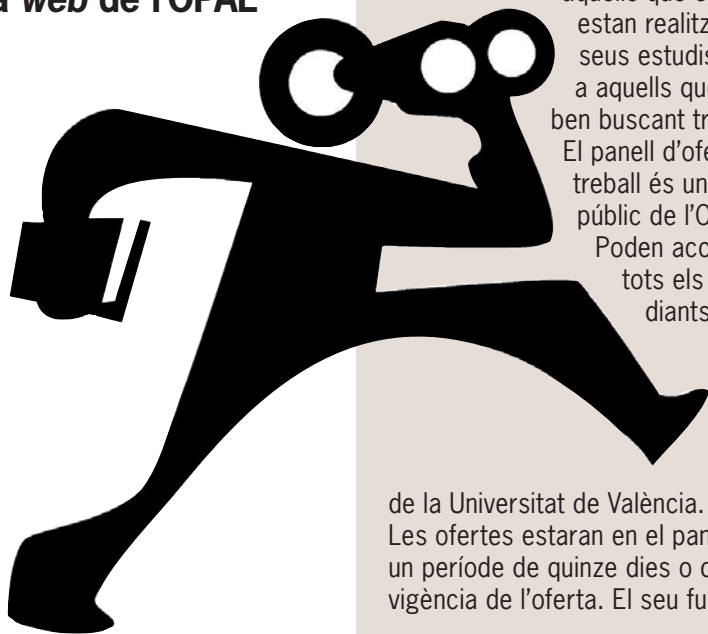 web de l'OPAL
estan realitz
seus estudis
a aquells que
ben buscant tr
El panell d'ofe
treball és un
públic de l'O
Poden acc
tots els
diants
de la Universitat de València.
Les ofertes estaran en el pan
un període de quinze dies o
vigència de l'oferta. El seu fu